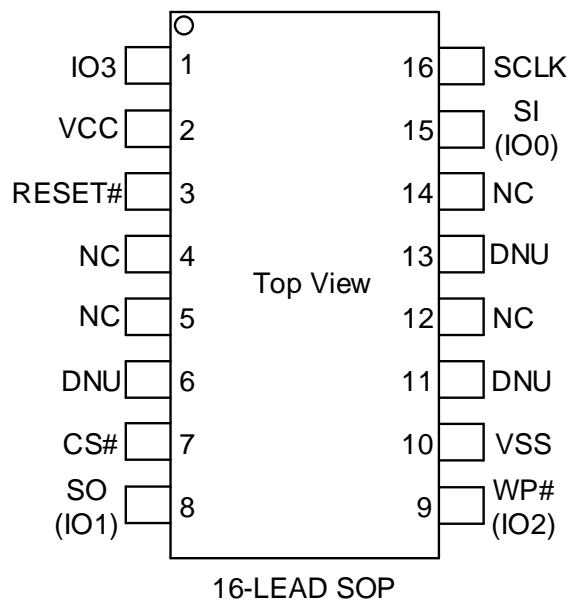 IO3 1 16 SCLK
VCC 2 15 SI
(IO0)
RESET# 3 14 NC
NC 4 13 DNU
Top View
NC 5 12 NC
DNU 6 11 DNU
CS# 7 10 VSS
SO
(IO1) 8 9 WP#
(IO2)
16-LEAD SOP